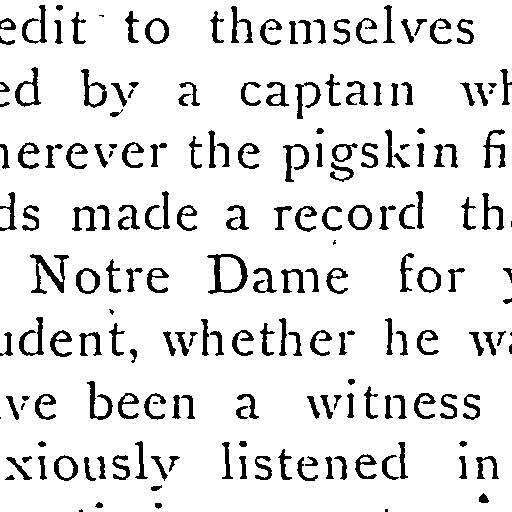 edit to themselves
ed by a captain wh
herever the pigskin fi
ds made a record tha
Notre Dame for y
udent, whether he wa
ve been a witness
xiously listened in